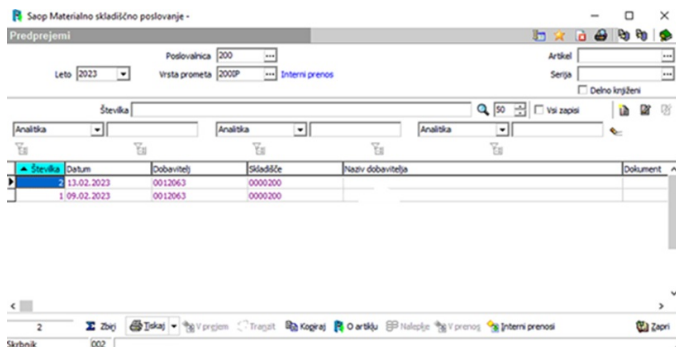 Saop Materialno skladiščno poslovanje -
Predprejemi
Poslovalnica 200 ... Artikel ...
Leto 2023 Vrsta prometa 200IP ... Interni prenos Serija ...
Delno knjiženi
Številka 50 Vsi zapisi
Analitika Analitika Analitika
Številka Datum Dobavitelj Skladišče Naziv dobavitelja Dokument
2 13.02.2023 0012063 0000200
1 09.02.2023 0012063 0000200
2 Zbirj Tiskaj V prejem Tranzit Kopiraj O artiklu Nalepke V prenos Interni prenosi Zapri
Skrbnik 002